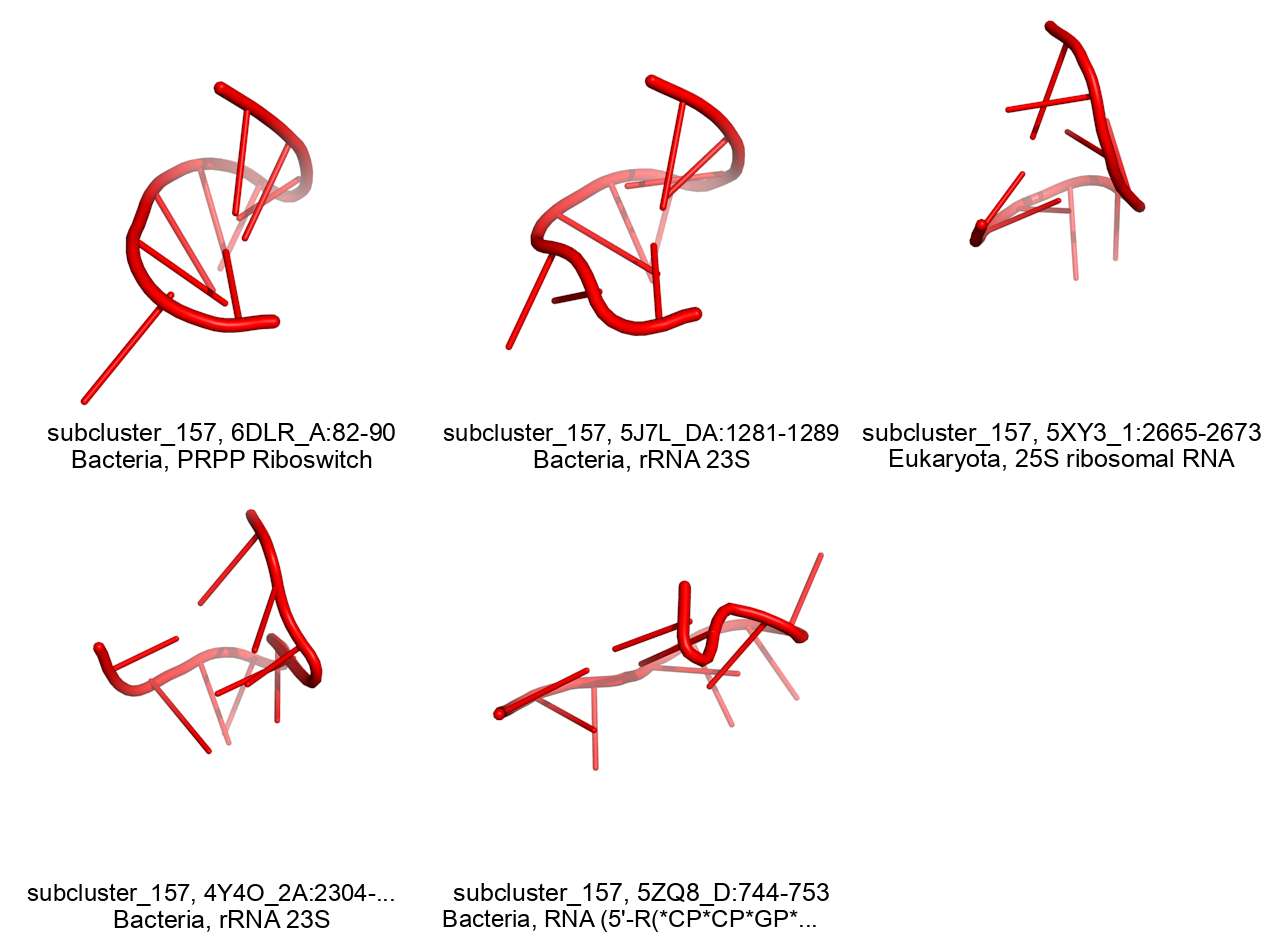 subcluster_157, 6DLR_A:82-90
Bacteria, PRPP Riboswitch
subcluster_157, 5J7L_DA:1281-1289
Bacteria, rRNA 23S
subcluster_157, 5XY3_1:2665-2673
Eukaryota, 25S ribosomal RNA
subcluster_157, 4Y4O_2A:2304-...
Bacteria, rRNA 23S
subcluster_157, 5ZQ8_D:744-753
Bacteria, RNA (5'-R(*CP*CP*GP*...